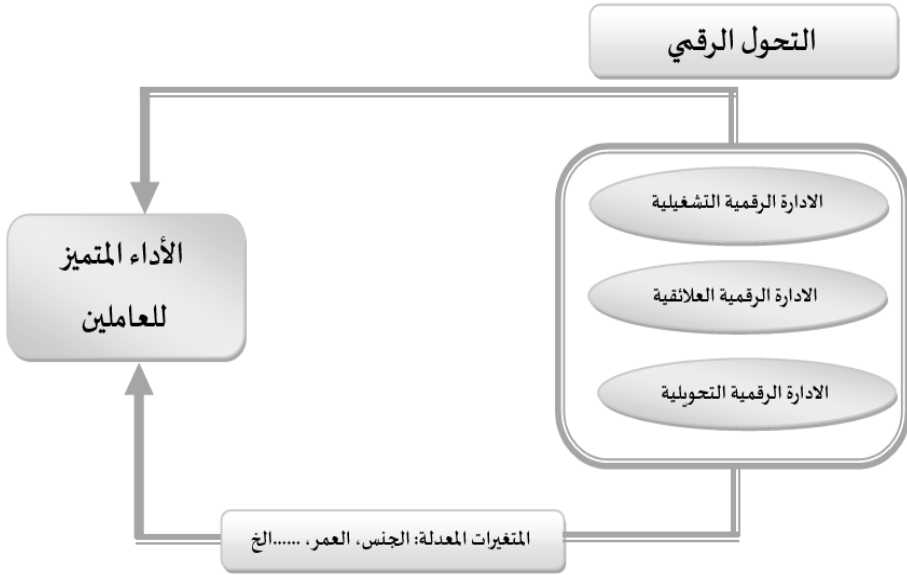 التحول الرقمي
الادارة الرقمية التشغيلية
الادارة الرقمية العلائقية
الادارة الرقمية التحويلية
الأداء المتميز
للعاملين
المتغيرات المعدلة: الجنس، العمر، ......الخ